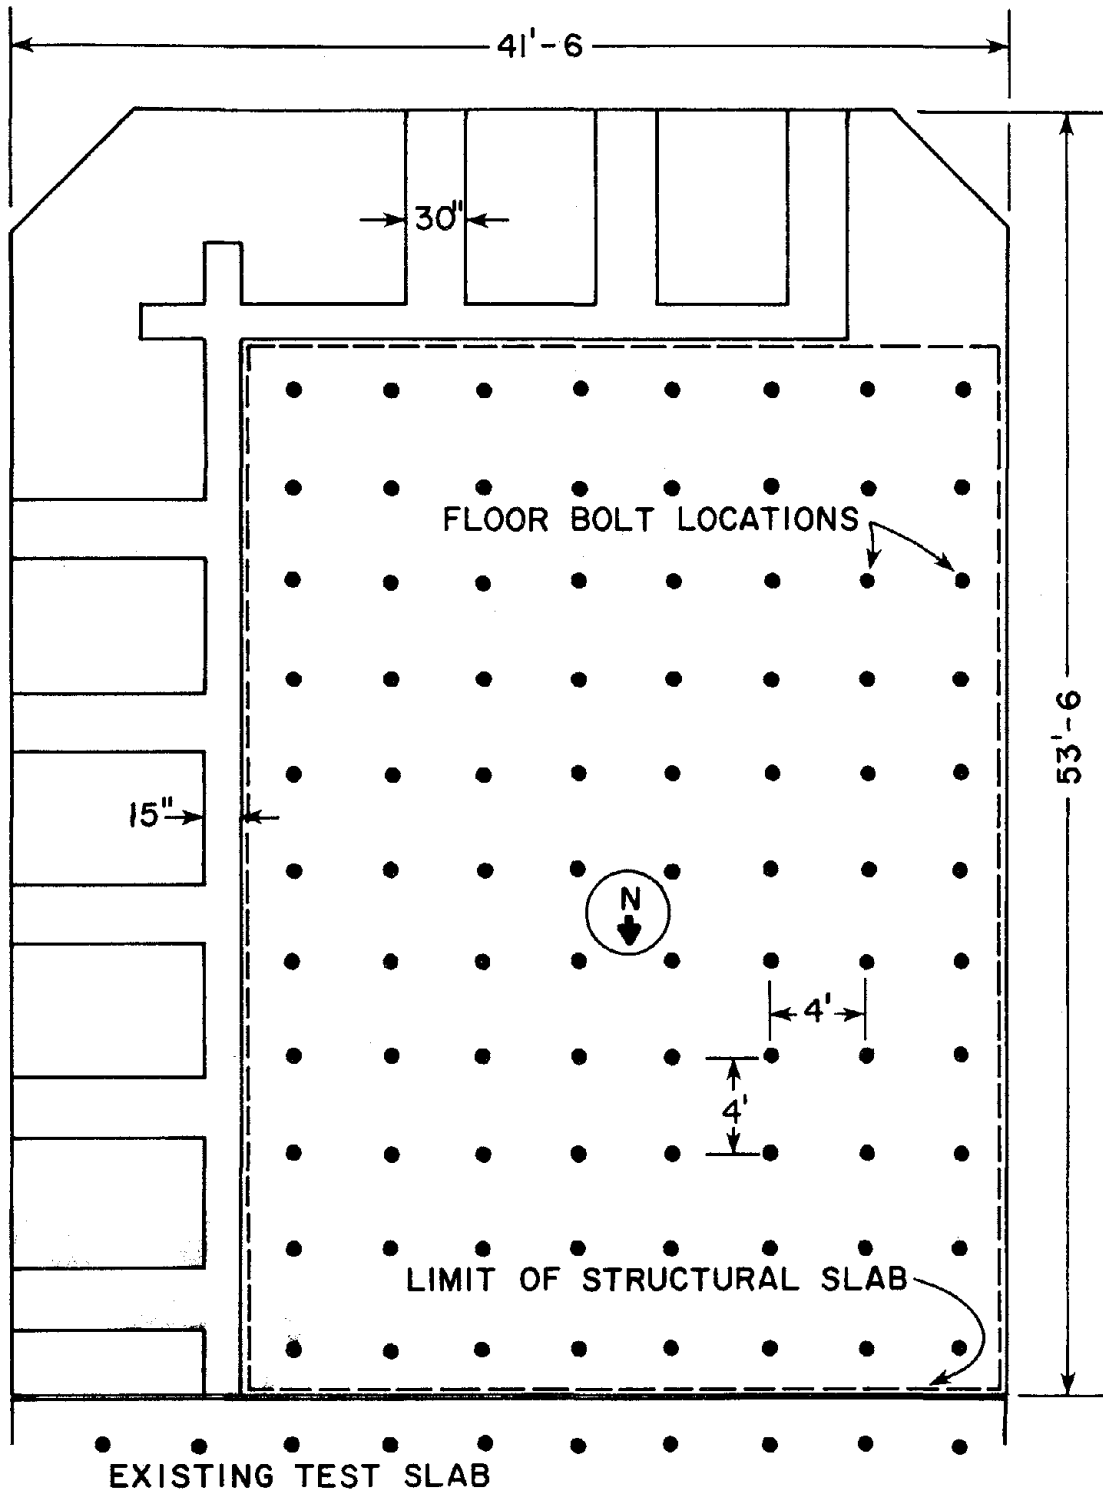 41'-6
30"
FLOOR BOLT LOCATIONS
53'-6
15"
N
4'
4'
LIMIT OF STRUCTURAL SLAB
EXISTING TEST SLAB